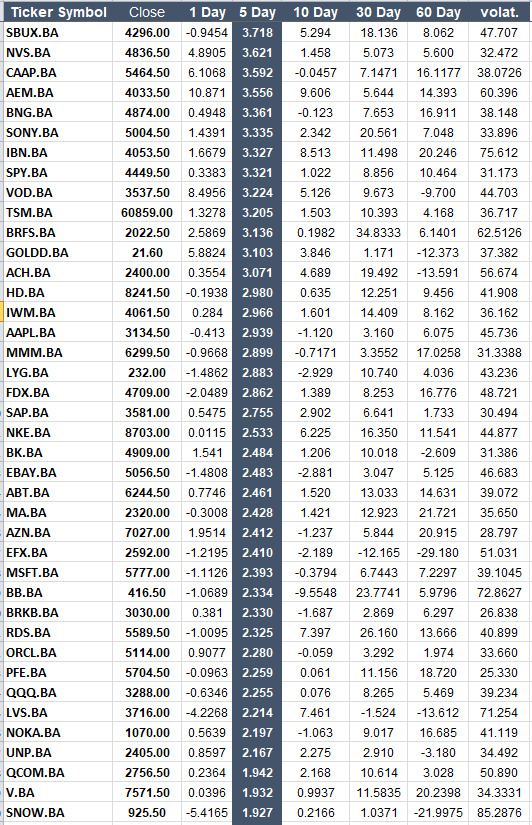 Ticker Symbol Close 1 Day 5 Day 10 Day 30 Day 60 Day volat.
SBUX.BA 4296.00 -0.9454 3.718 5.294 18.136 8.062 47.707
NVS.BA 4836.50 4.8905 3.621 1.458 5.073 5.600 32.472
CAAP.BA 5464.50 6.1068 3.592 -0.0457 7.1471 16.1177 38.0726
AEM.BA 4033.50 10.871 3.556 9.606 5.644 14.393 60.396
BNG.BA 4874.00 0.4948 3.361 -0.123 7.653 16.911 38.148
SONY.BA 5004.50 1.4391 3.335 2.342 20.561 7.048 33.896
IBN.BA 4053.50 1.6679 3.327 8.513 11.498 20.246 75.612
SPY.BA 4449.50 0.3383 3.321 1.022 8.856 10.464 31.173
VOD.BA 3537.50 8.4956 3.224 5.126 9.673 -9.700 44.703
TSM.BA 60859.00 1.3278 3.205 1.503 10.393 4.168 36.717
BRFS.BA 2022.50 2.5869 3.136 0.1982 34.8333 6.1401 62.5126
GOLDD.BA 21.60 5.8824 3.103 3.846 1.171 -12.373 37.382
ACH.BA 2400.00 0.3554 3.071 4.689 19.492 -13.591 56.674
HD.BA 8241.50 -0.1938 2.980 0.635 12.251 9.456 41.908
IWM.BA 4061.50 0.284 2.966 1.601 14.409 8.162 36.162
AAPL.BA 3134.50 -0.413 2.939 -1.120 3.160 6.075 45.736
MMM.BA 6299.50 -0.9668 2.899 -0.7171 3.3552 17.0258 31.3388
LYG.BA 232.00 -1.4862 2.883 -2.929 10.740 4.036 43.236
FDX.BA 4709.00 -2.0489 2.862 1.389 8.253 16.776 48.721
SAP.BA 3581.00 0.5475 2.755 2.902 6.641 1.733 30.494
NKE.BA 8703.00 0.0115 2.533 6.225 16.350 11.541 44.877
BK.BA 4909.00 1.541 2.484 1.206 10.018 -2.609 31.386
EBAY.BA 5056.50 -1.4808 2.483 -2.881 3.047 5.125 46.683
ABT.BA 6244.50 0.7746 2.461 1.520 13.033 14.631 39.072
MA.BA 2320.00 -0.3008 2.428 1.421 12.923 21.721 35.650
AZN.BA 7027.00 1.9514 2.412 -1.237 5.844 20.915 28.797
EFX.BA 2592.00 -1.2195 2.410 -2.189 -12.165 -29.180 51.031
MSFT.BA 5777.00 -1.1126 2.393 -0.3794 6.7443 7.2297 39.1045
BB.BA 416.50 -1.0689 2.334 -9.5548 23.7741 5.9796 72.8627
BRKB.BA 3030.00 0.381 2.330 -1.687 2.869 6.297 26.838
RDS.BA 5589.50 -1.0095 2.325 7.397 26.160 13.666 40.899
ORCL.BA 5114.00 0.9077 2.280 -0.059 3.292 1.974 33.660
PFE.BA 5704.50 -0.0963 2.259 0.061 11.156 18.720 25.330
QQQ.BA 3288.00 -0.6346 2.255 0.076 8.265 5.469 39.234
LVS.BA 3716.00 -4.2268 2.214 7.461 -1.524 -13.612 71.254
NOKA.BA 1070.00 0.5639 2.197 -1.063 9.017 16.685 41.119
UNP.BA 2405.00 0.8597 2.167 2.275 2.910 -3.180 34.492
QCOM.BA 2756.50 0.2364 1.942 2.168 10.614 3.028 50.890
V.BA 7571.50 0.0396 1.932 0.9937 11.5835 20.2398 34.3331
SNOW.BA 925.50 -5.4165 1.927 0.2166 1.0371 -21.9975 85.2876